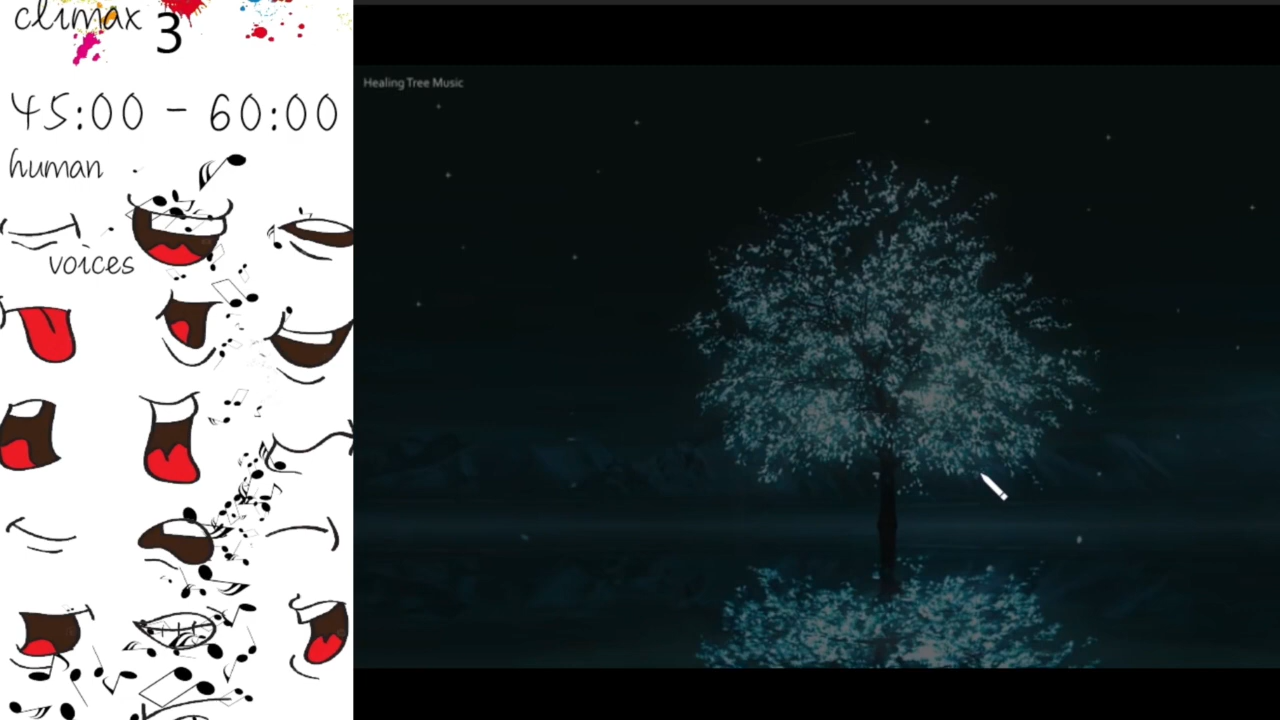 climax 3
45:00 - 60:00
human
voices
Healing Tree Music